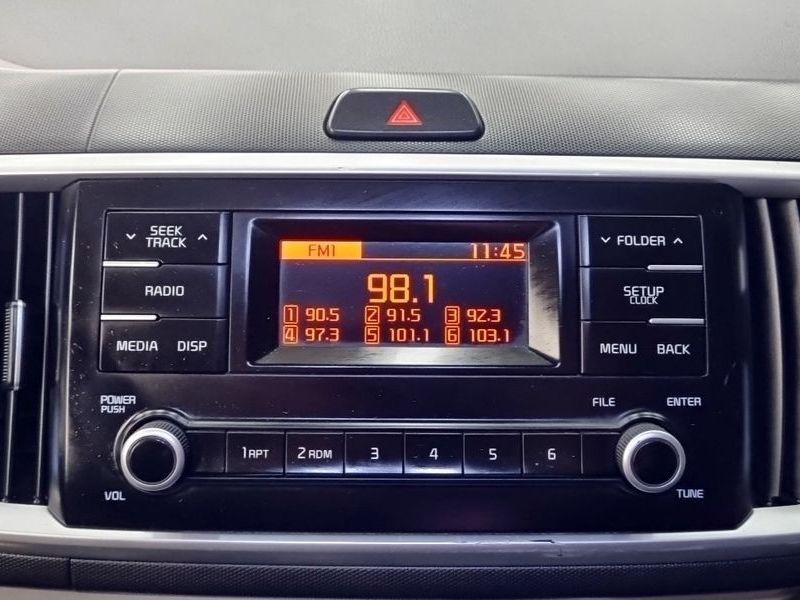 SEEK
TRACK
RADIO
MEDIA DISP
FM1 11:45
98.1
1 90.5 2 91.5 3 92.3
4 97.3 5 101.1 6 103.1
FOLDER
SETUP
CLOCK
MENU BACK
POWER
PUSH
VOL
1 RPT 2 RDM 3 4 5 6
FILE ENTER
TUNE